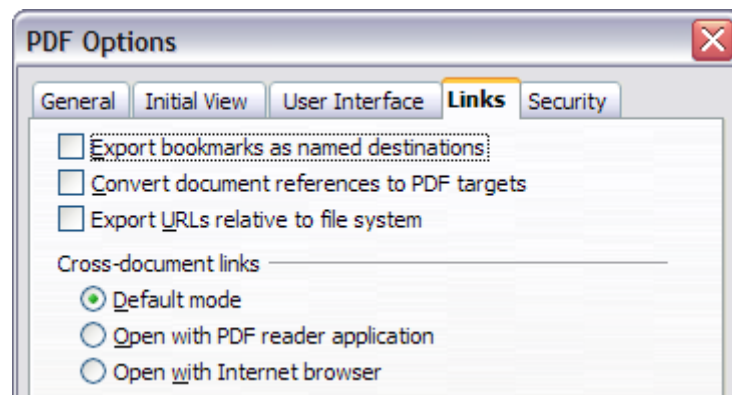 PDF Options
General Initial View User Interface Links Security
Export bookmarks as named destinations
Convert document references to PDF targets
Export URLs relative to file system
Cross-document links
Default mode
Open with PDF reader application
Open with Internet browser